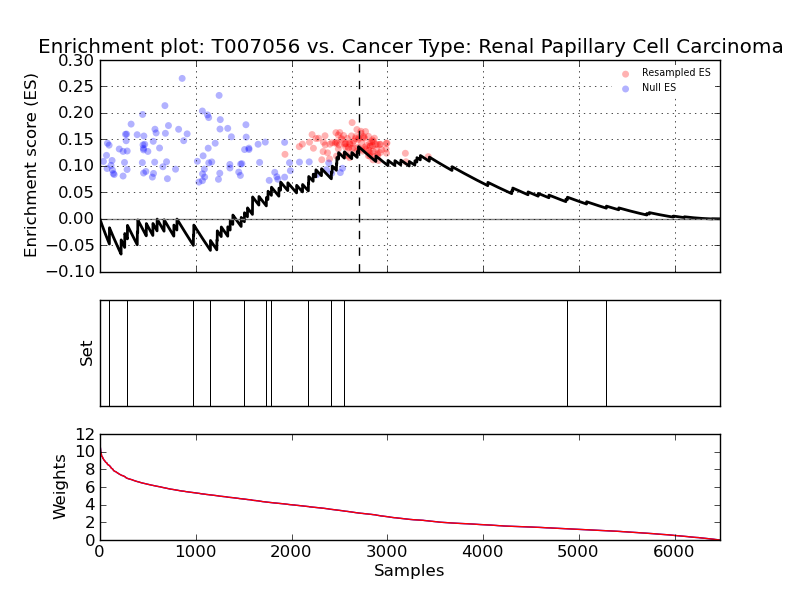 Enrichment plot: T007056 vs. Cancer Type: Renal Papillary Cell Carcinoma
Enrichment score (ES)
0.30
0.25
0.20
0.15
0.10
0.05
0.00
−0.05
−0.10
Resampled ES
Null ES
Set
Weights
12
10
8
6
4
2
0
0 1000 2000 3000 4000 5000 6000
Samples